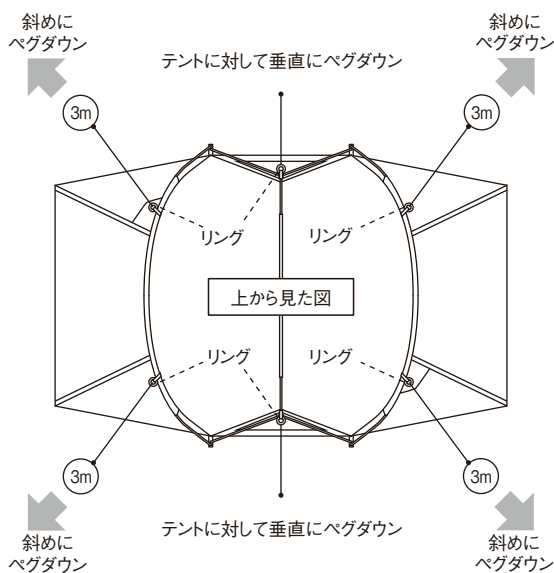 斜めに
ペグダウン
斜めに
ペグダウン
テントに対して垂直にペグダウン
3m
3m
リング
リング
上から見た図
リング
リング
3m
3m
テントに対して垂直にペグダウン
斜めに
ペグダウン
斜めに
ペグダウン